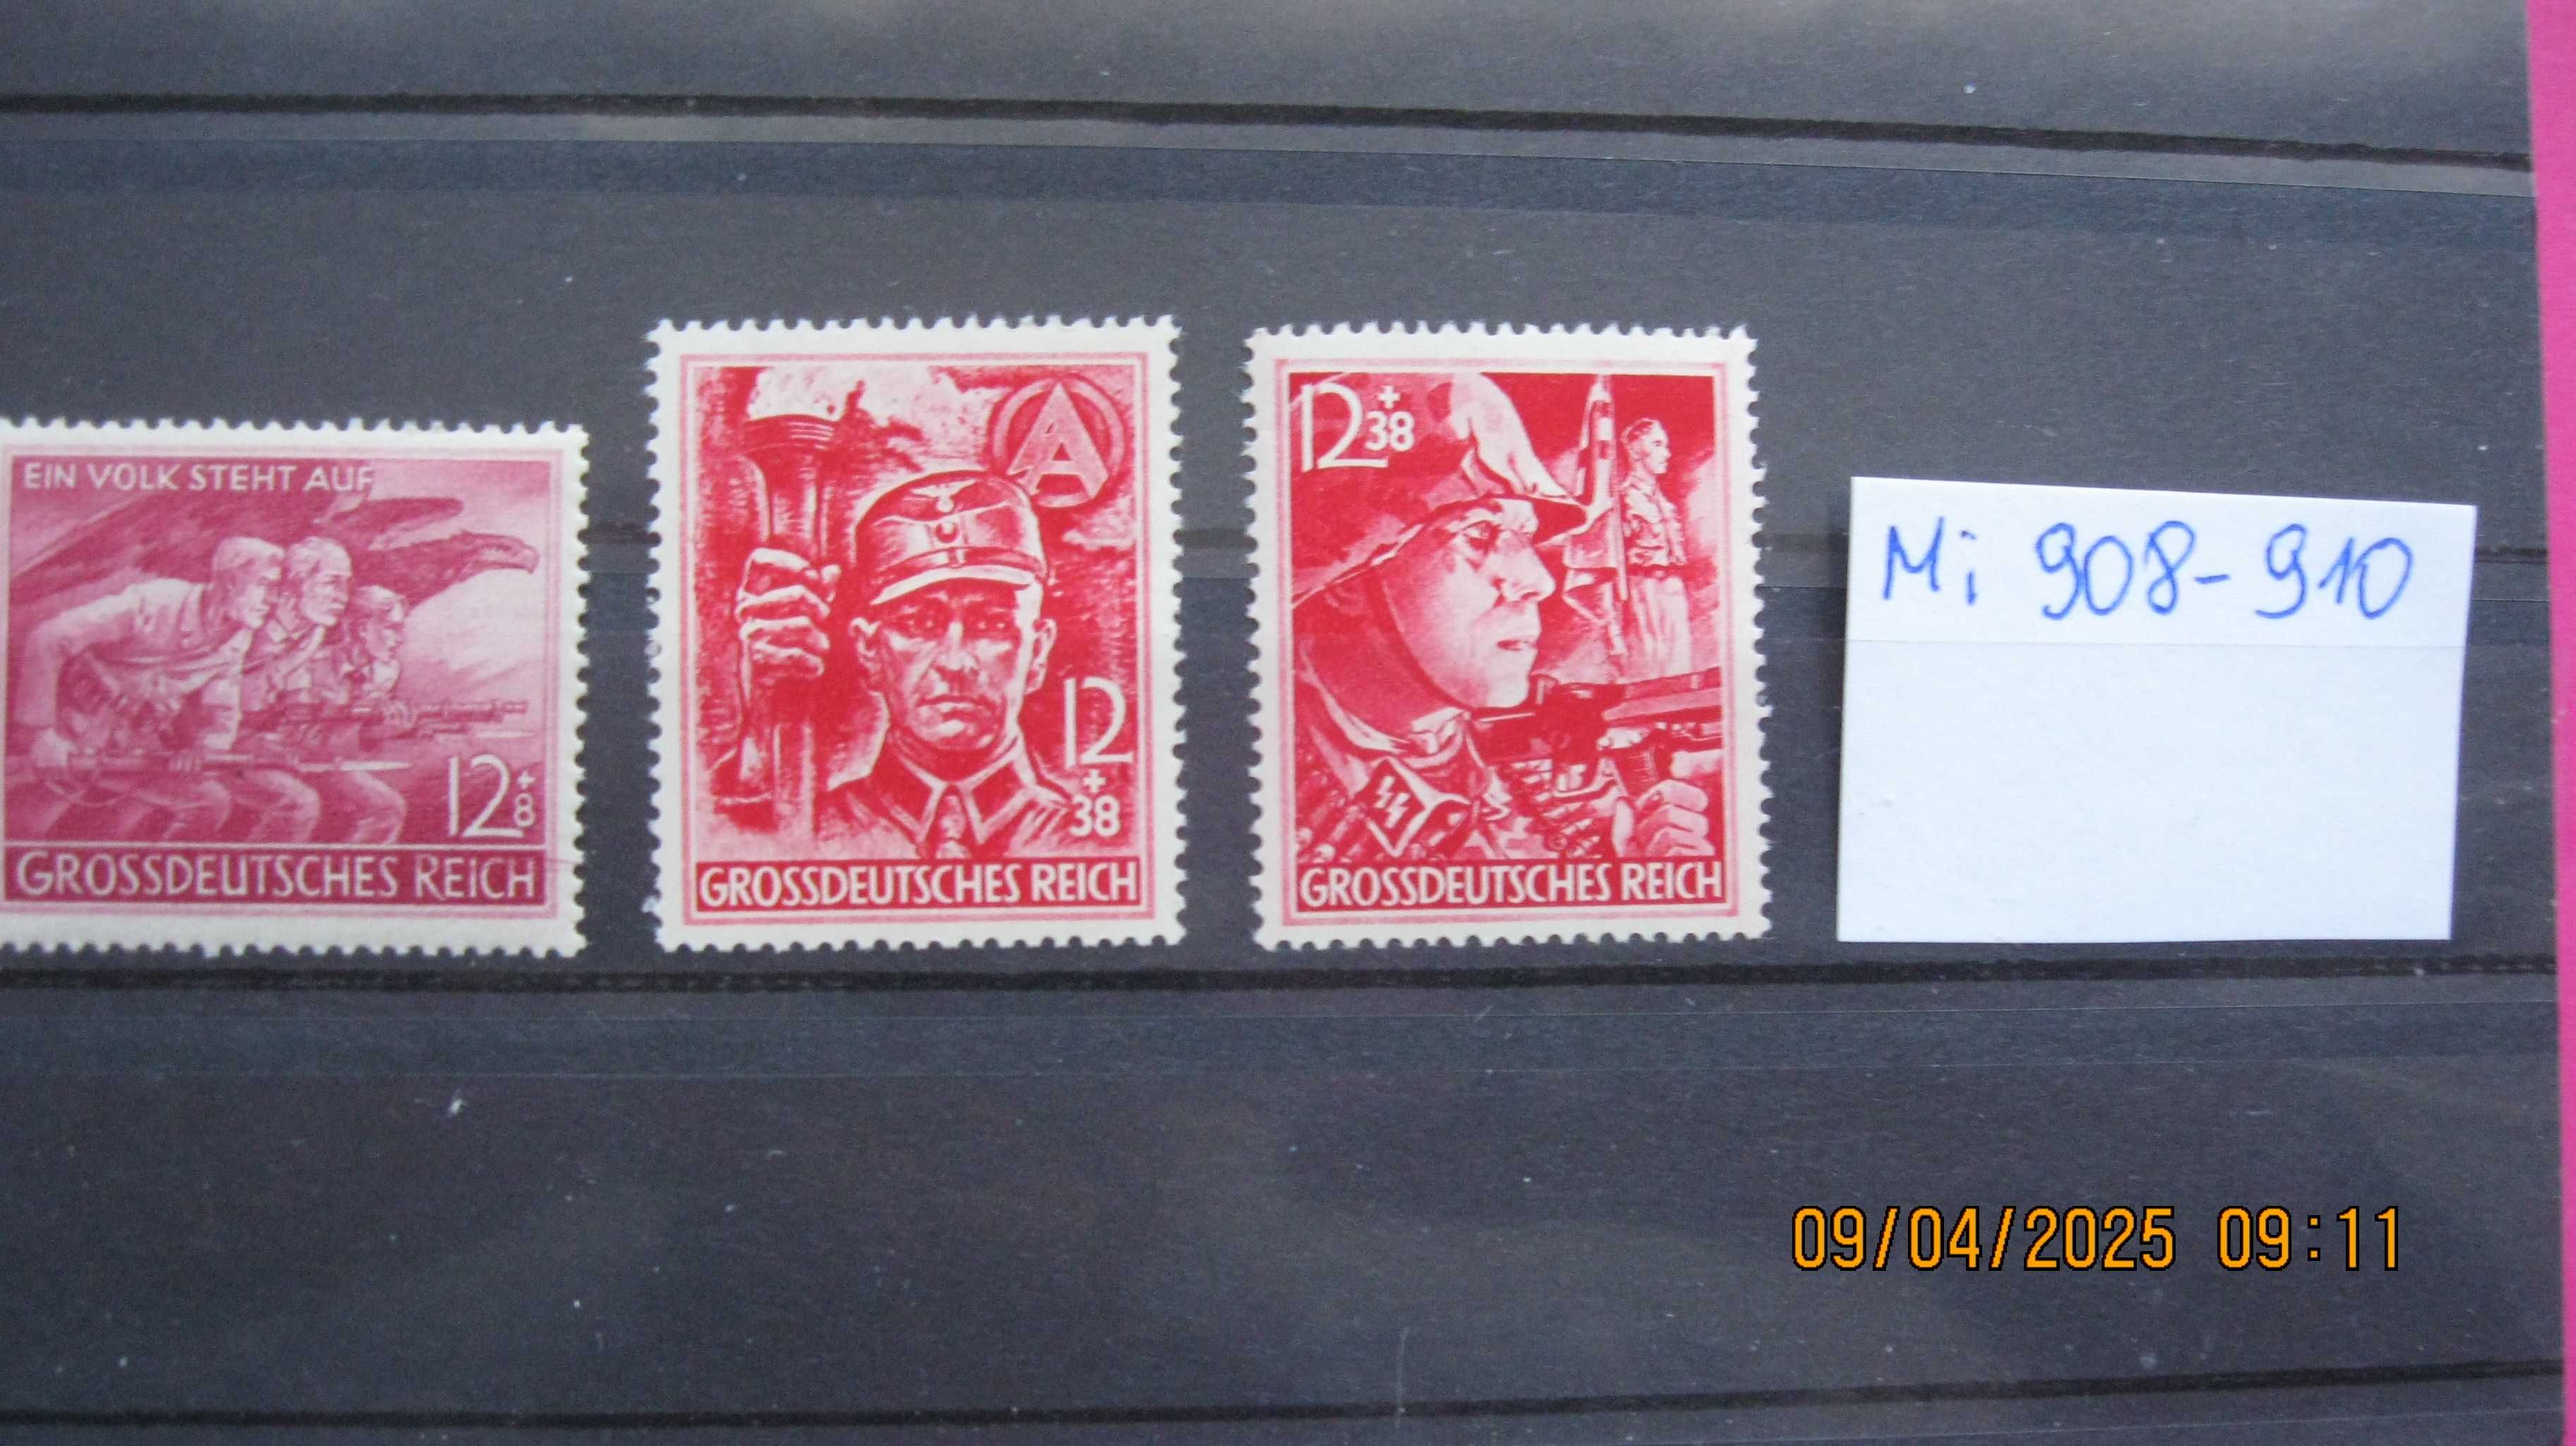 EIN VOLK STEHT AUF
12+8
GROSSDEUTSCHES REICH
A
12
+
38
GROSSDEUTSCHES REICH
12+38
SS
GROSSDEUTSCHES REICH
Mi 908-910
09/04/2025 09:11